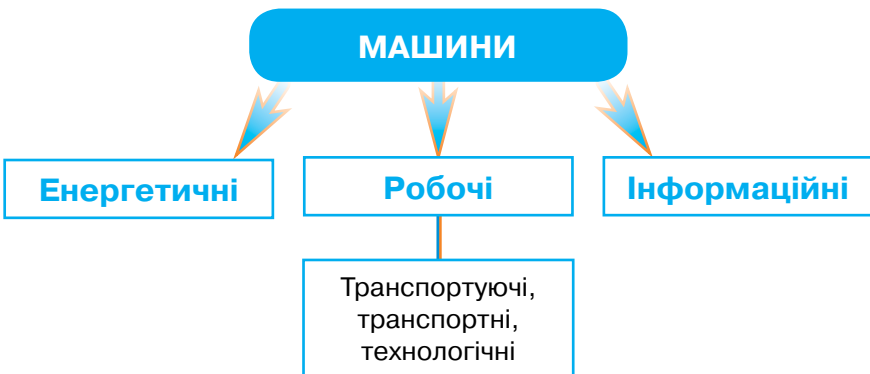 МАШИНИ
Енергетичні
Робочі
Інформаційні
Транспортуючі,
транспортні,
технологічні